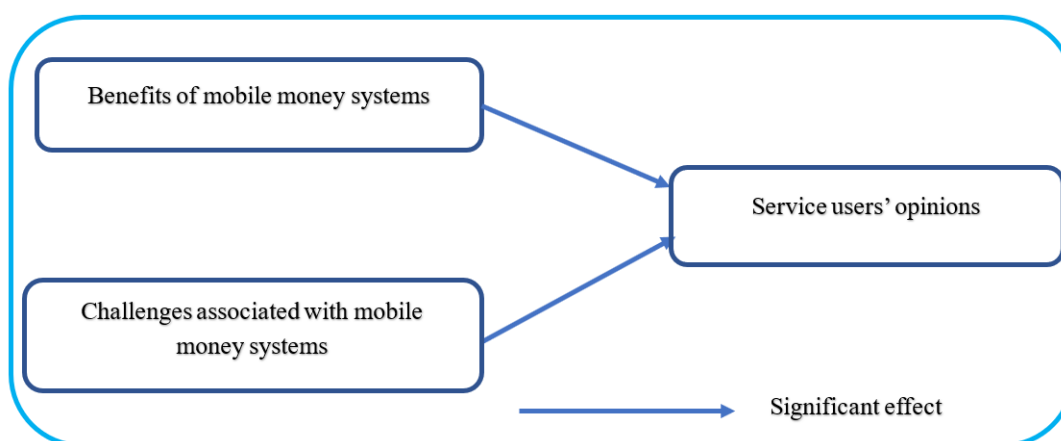 Benefits of mobile money systems
Service users’ opinions
Challenges associated with mobile
money systems
Significant effect